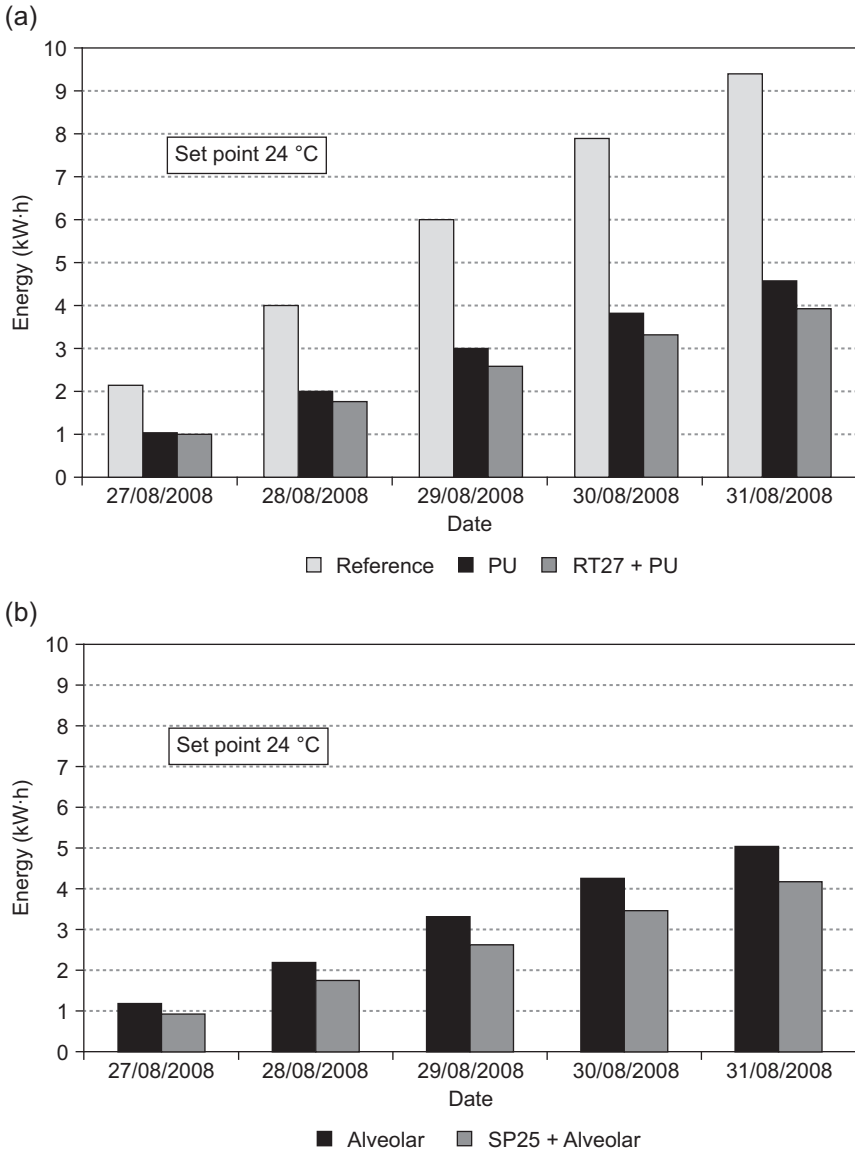 (a)
10
9
8
7
6
5
4
3
2
1
0
Energy (kW·h)
Set point 24 °C
27/08/2008 28/08/2008 29/08/2008 30/08/2008 31/08/2008
Date
Reference PU RT27 + PU
(b)
10
9
8
7
6
5
4
3
2
1
0
Energy (kW·h)
Set point 24 °C
27/08/2008 28/08/2008 29/08/2008 30/08/2008 31/08/2008
Date
Alveolar SP25 + Alveolar